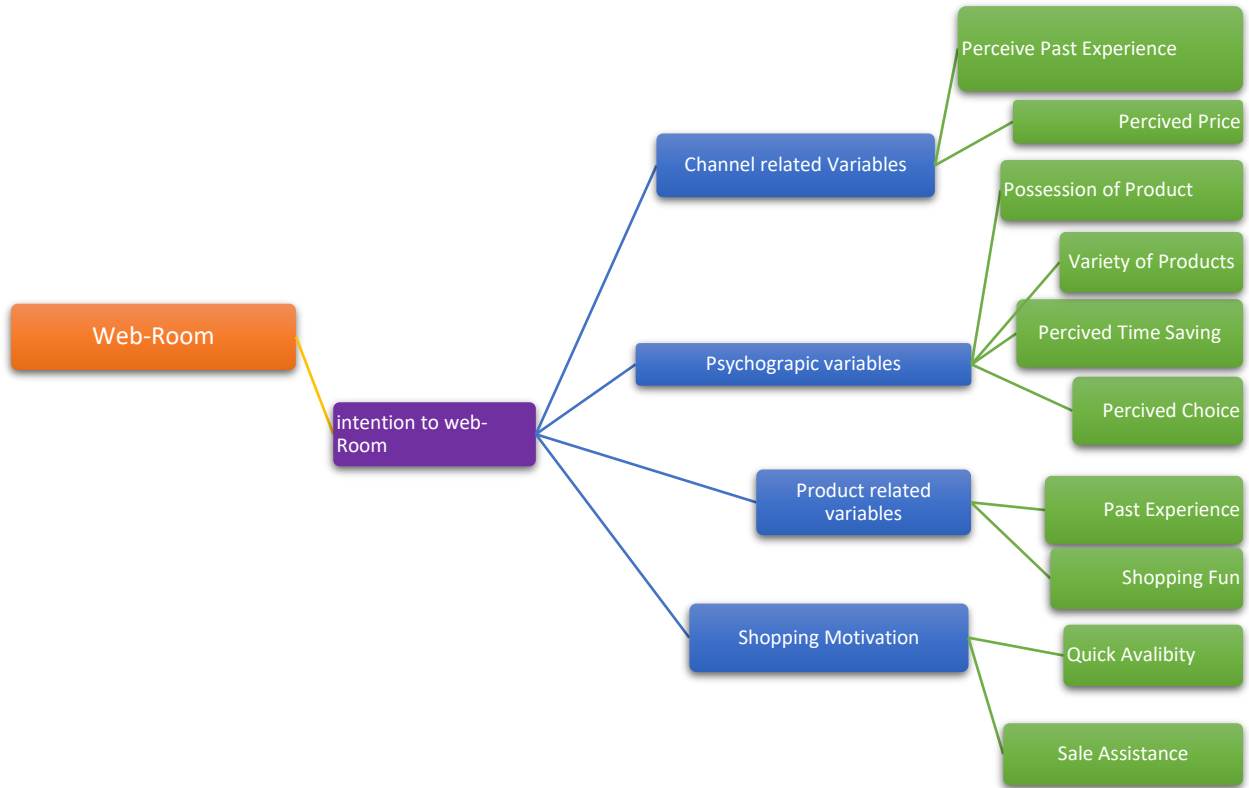 Web-Room
intention to web-
Room
Channel related Variables
Psychograpic variables
Product related
variables
Shopping Motivation
Perceive Past Experience
Percived Price
Possession of Product
Variety of Products
Percived Time Saving
Percived Choice
Past Experience
Shopping Fun
Quick Avalibity
Sale Assistance